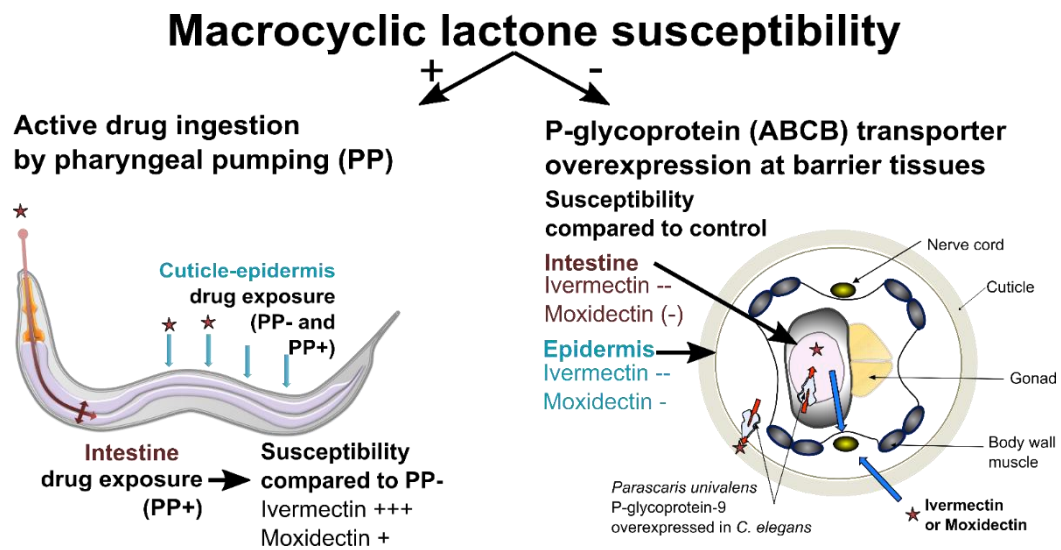 Macrocyclic lactone susceptibility
+
-
Active drug ingestion
by pharyngeal pumping (PP)
Cuticle-epidermis
drug exposure
(PP- and
PP+)
Intestine
drug exposure
(PP+)
Susceptibility
compared to PP-
Ivermectin +++
Moxidectin +
P-glycoprotein (ABCB) transporter
overexpression at barrier tissues
Susceptibility
compared to control
Intestine
Ivermectin --
Moxidectin (-)
Epidermis
Ivermectin --
Moxidectin -
Nerve cord
Cuticle
Gonad
Body wall
muscle
Parascaris univalens
P-glycoprotein-9
overexpressed in C. elegans
Ivermectin
or Moxidectin